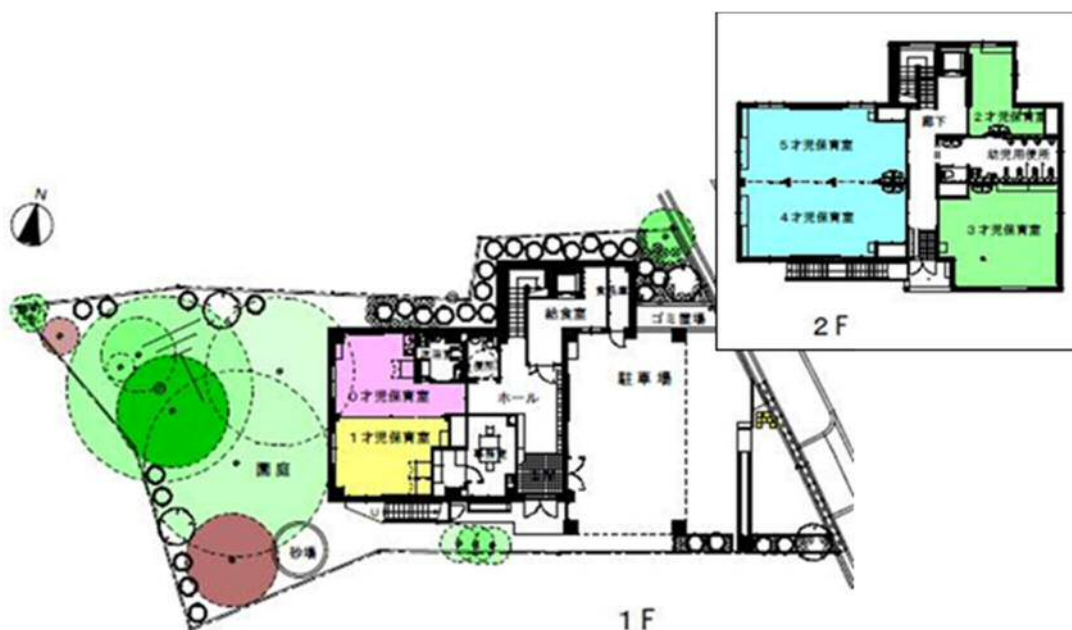 5才児保育室
4才児保育室
廊下
2才児保育室
幼児用便所
3才児保育室
2F
N
給食室
ゴミ置場
駐車場
0才児保育室
ホール
1才児保育室
園庭
砂場
1F